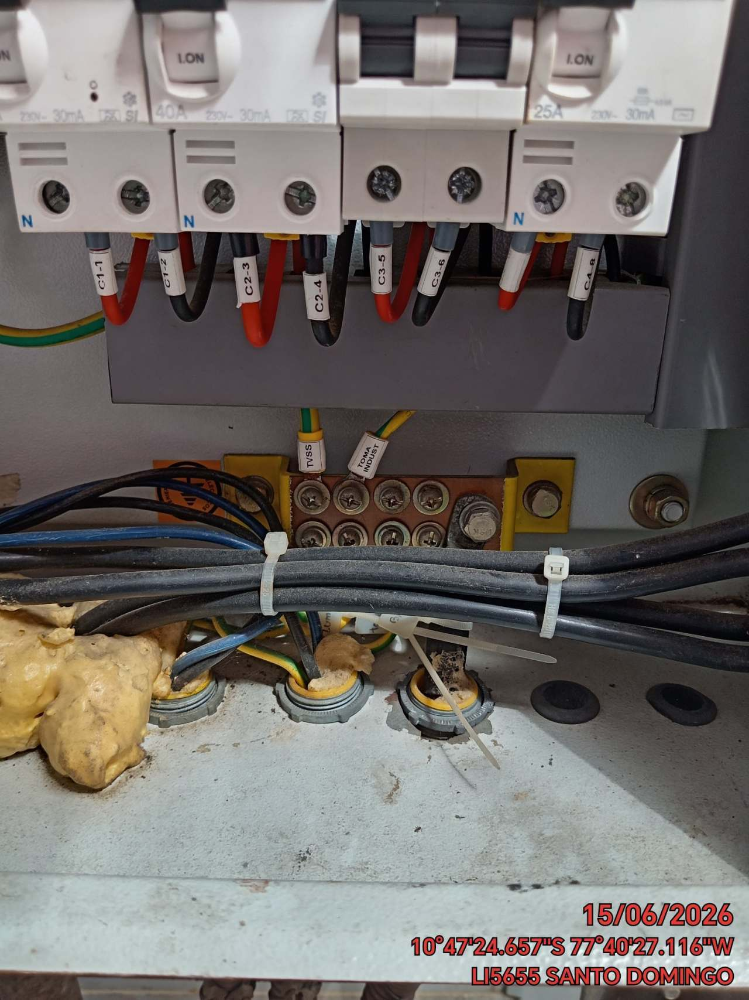 I.ON
I.ON
230V~ 30mA SI
40A 230V~ 30mA SI
25A 230V~ 30mA
N
N
N
C1-1
C1-2
C2-3
C2-4
C3-5
C3-6
C4-8
TVSS
TOMA
INDUST
15/06/2026
10°47'24.657"S 77°40'27.116"W
LI5655 SANTO DOMINGO